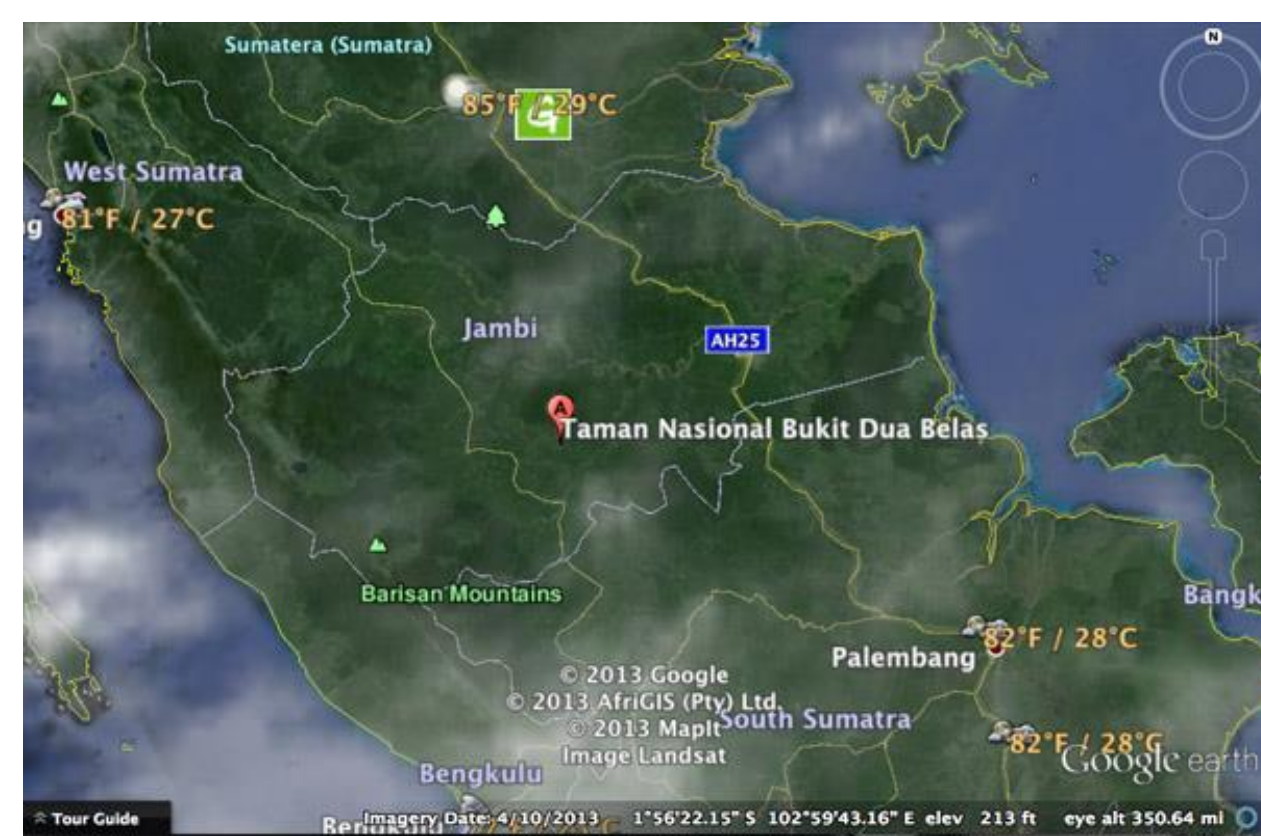 Sumatera (Sumatra)
N
85°F / 29°C
West Sumatra
81°F / 27°C
g
Jambi
AH25
A
Taman Nasional Bukit Dua Belas
Barisan Mountains
Bangk
82°F / 28°C
Palembang
© 2013 Google
© 2013 AfriGIS (Pty) Ltd.
© 2013 MapIt
South Sumatra
Image Landsat
82°F / 28°C
Google earth
Bengkulu
Tour Guide
Imagery Date: 4/10/2013 1°56'22.15" S 102°59'43.16" E elev 213 ft eye alt 350.64 mi